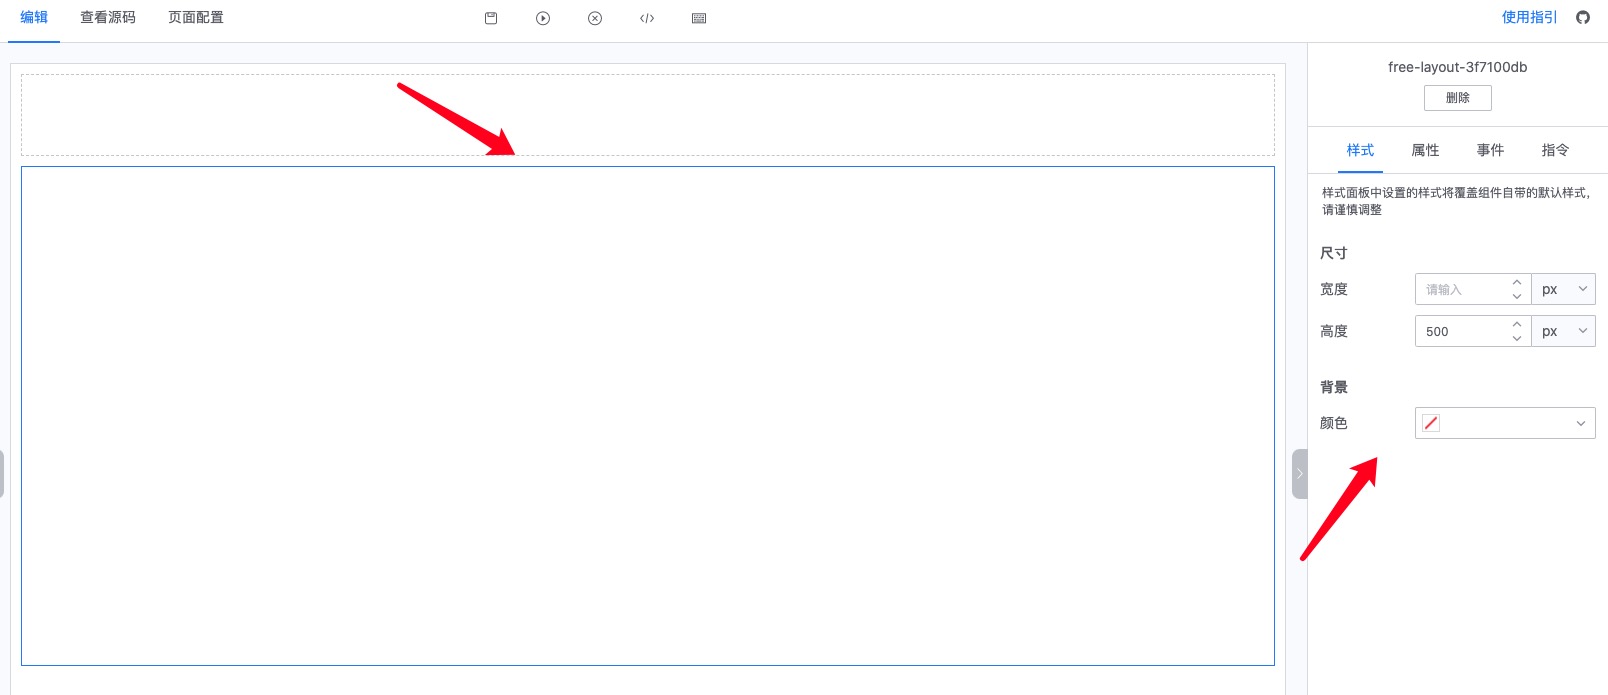 编辑 查看源码 页面配置 使用指引
free-layout-3f7100db
删除
样式 属性 事件 指令
样式面板中设置的样式将覆盖组件自带的默认样式,
请谨慎调整
尺寸
宽度 请输入 px
高度 500 px
背景
颜色